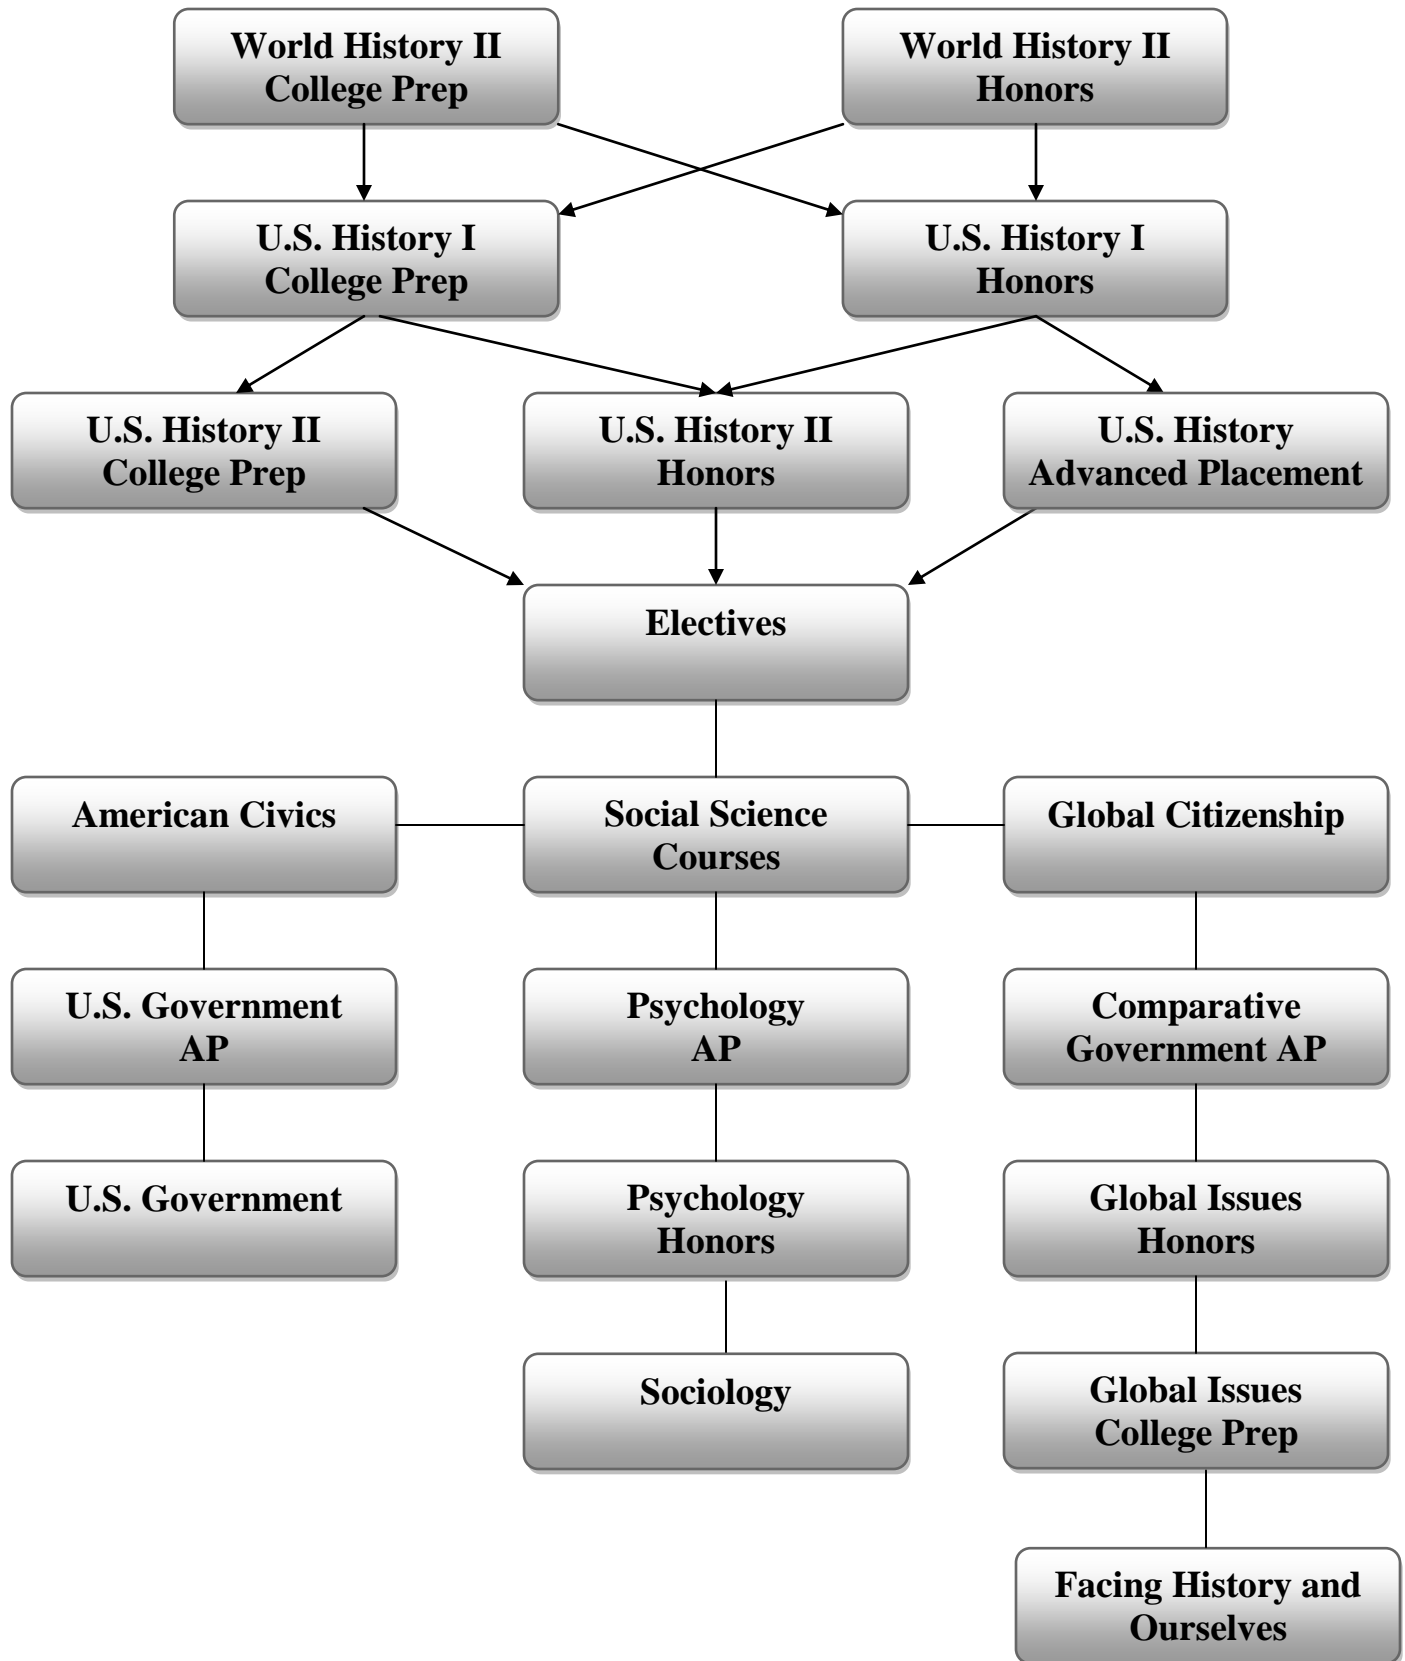 World History II
College Prep
World History II
Honors
U.S. History I
College Prep
U.S. History I
Honors
U.S. History II
College Prep
U.S. History II
Honors
U.S. History
Advanced Placement
Electives
American Civics
Social Science
Courses
Global Citizenship
U.S. Government
AP
Psychology
AP
Comparative
Government AP
U.S. Government
Psychology
Honors
Global Issues
Honors
Sociology
Global Issues
College Prep
Facing History and
Ourselves